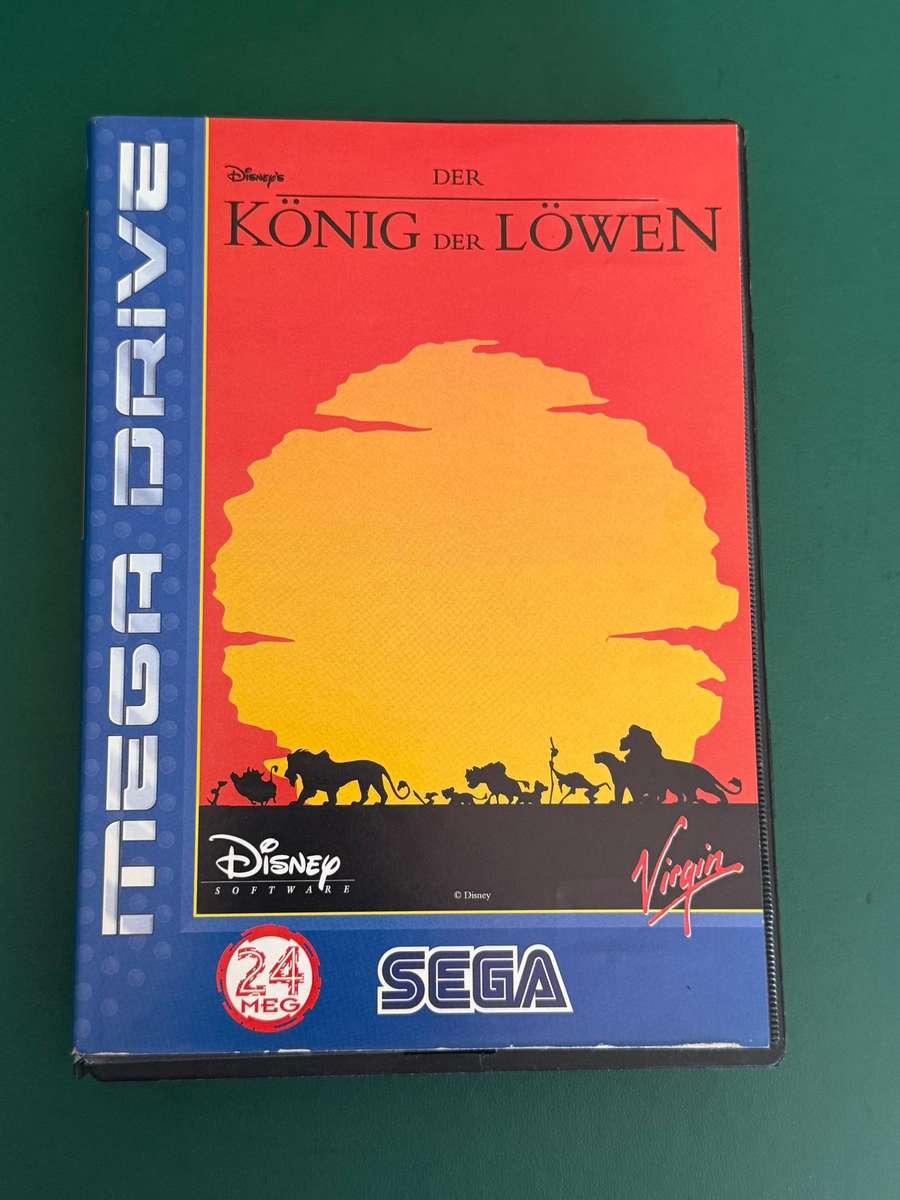 MEGA DRIVE
DISNEY'S
DER
KÖNIG DER LÖWEN
DISNEY
SOFTWARE
© Disney
Virgin
24
MEG
SEGA